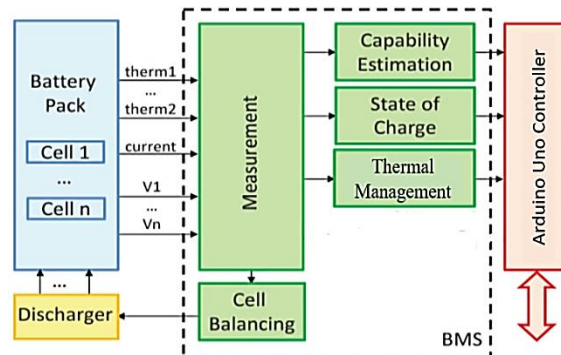 Battery
Pack
Cell 1
...
Cell n
therm1
...
therm2
current
V1
...
Vn
Measurement
Capability
Estimation
State of
Charge
Thermal
Management
Arduino Uno Controller
...
Discharger
Cell
Balancing
BMS